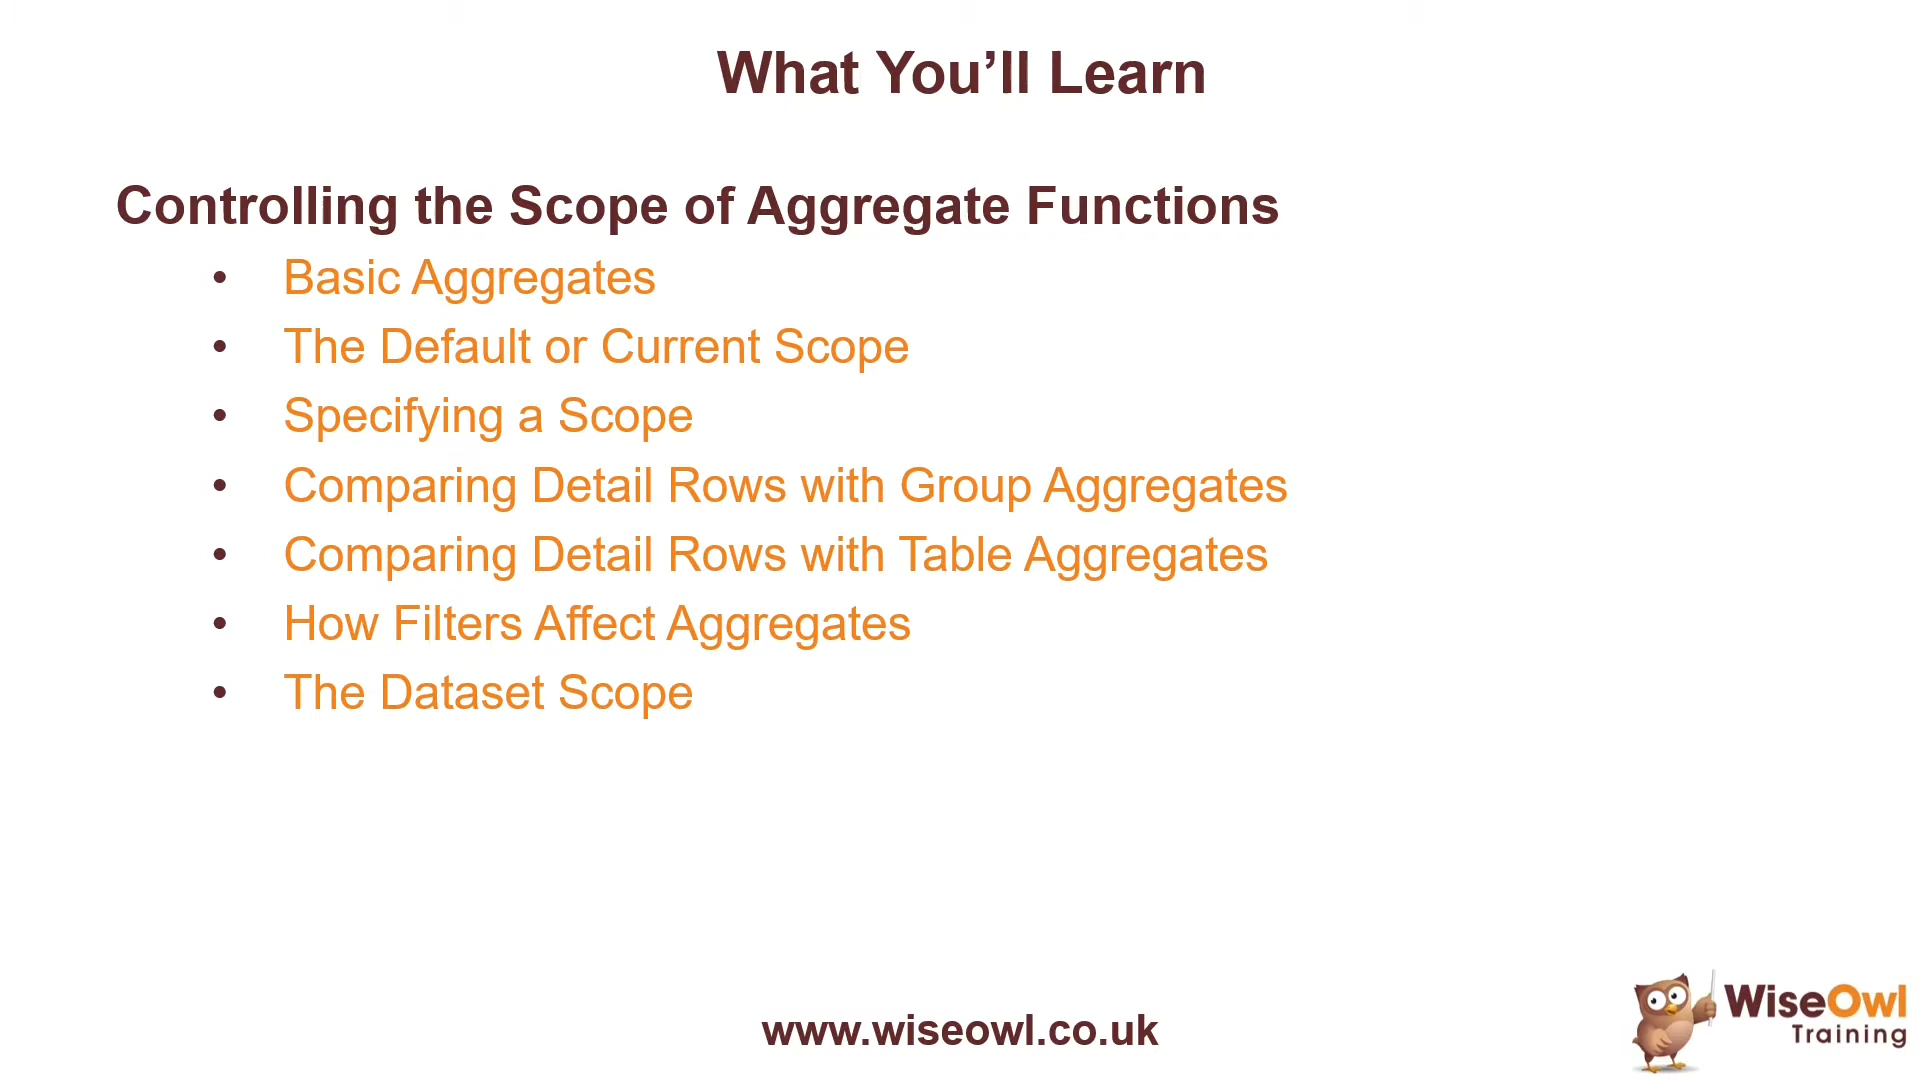 What You’ll Learn
Controlling the Scope of Aggregate Functions
• Basic Aggregates
• The Default or Current Scope
• Specifying a Scope
• Comparing Detail Rows with Group Aggregates
• Comparing Detail Rows with Table Aggregates
• How Filters Affect Aggregates
• The Dataset Scope
www.wiseowl.co.uk
WiseOwl
Training